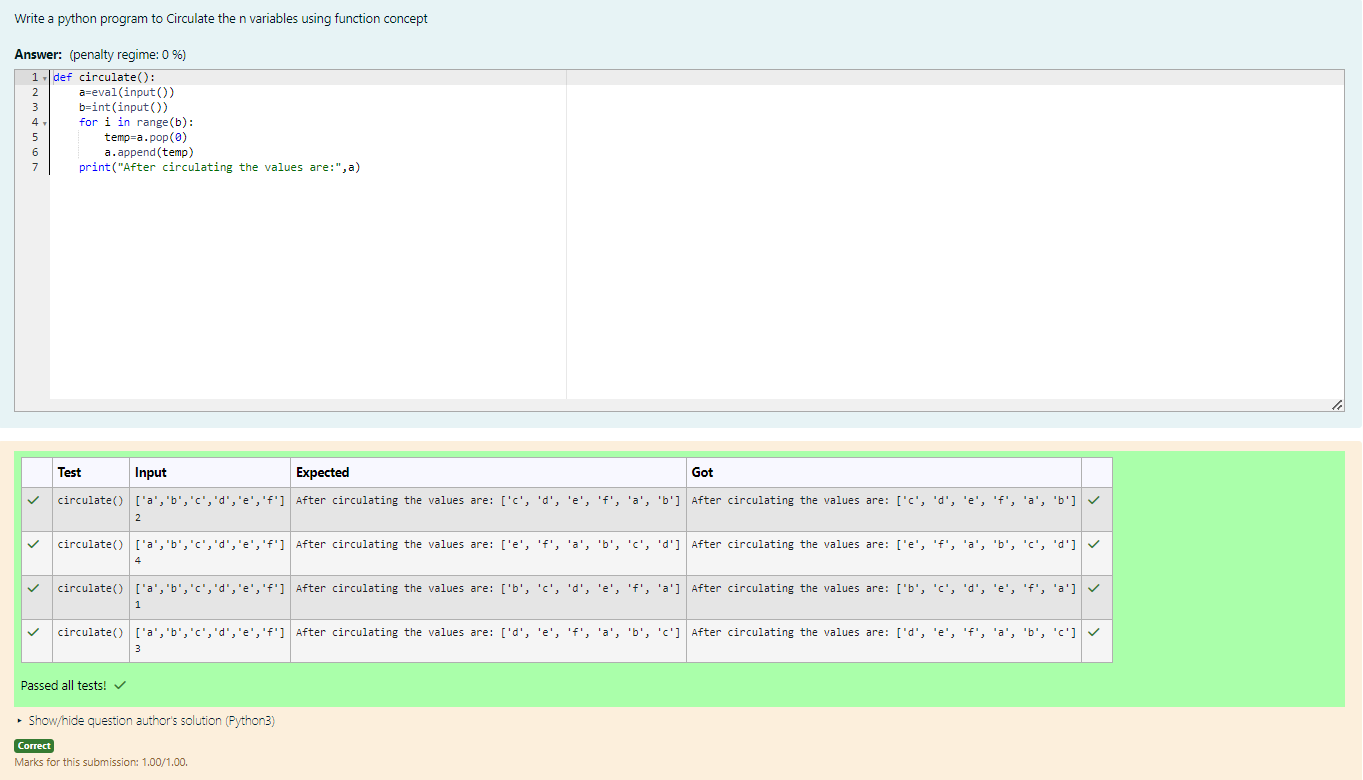 Write a python program to Circulate the n variables using function concept
Answer: (penalty regime: 0 %)
1 def circulate():
2     a=eval(input())
3     b=int(input())
4     for i in range(b):
5         temp=a.pop(0)
6         a.append(temp)
7     print("After circulating the values are:",a)
Test Input Expected Got
circulate() ['a','b','c','d','e','f'] After circulating the values are: ['c', 'd', 'e', 'f', 'a', 'b'] After circulating the values are: ['c', 'd', 'e', 'f', 'a', 'b']
2
circulate() ['a','b','c','d','e','f'] After circulating the values are: ['e', 'f', 'a', 'b', 'c', 'd'] After circulating the values are: ['e', 'f', 'a', 'b', 'c', 'd']
4
circulate() ['a','b','c','d','e','f'] After circulating the values are: ['b', 'c', 'd', 'e', 'f', 'a'] After circulating the values are: ['b', 'c', 'd', 'e', 'f', 'a']
1
circulate() ['a','b','c','d','e','f'] After circulating the values are: ['d', 'e', 'f', 'a', 'b', 'c'] After circulating the values are: ['d', 'e', 'f', 'a', 'b', 'c']
3
Passed all tests!
Show/hide question author's solution (Python3)
Correct
Marks for this submission: 1.00/1.00.